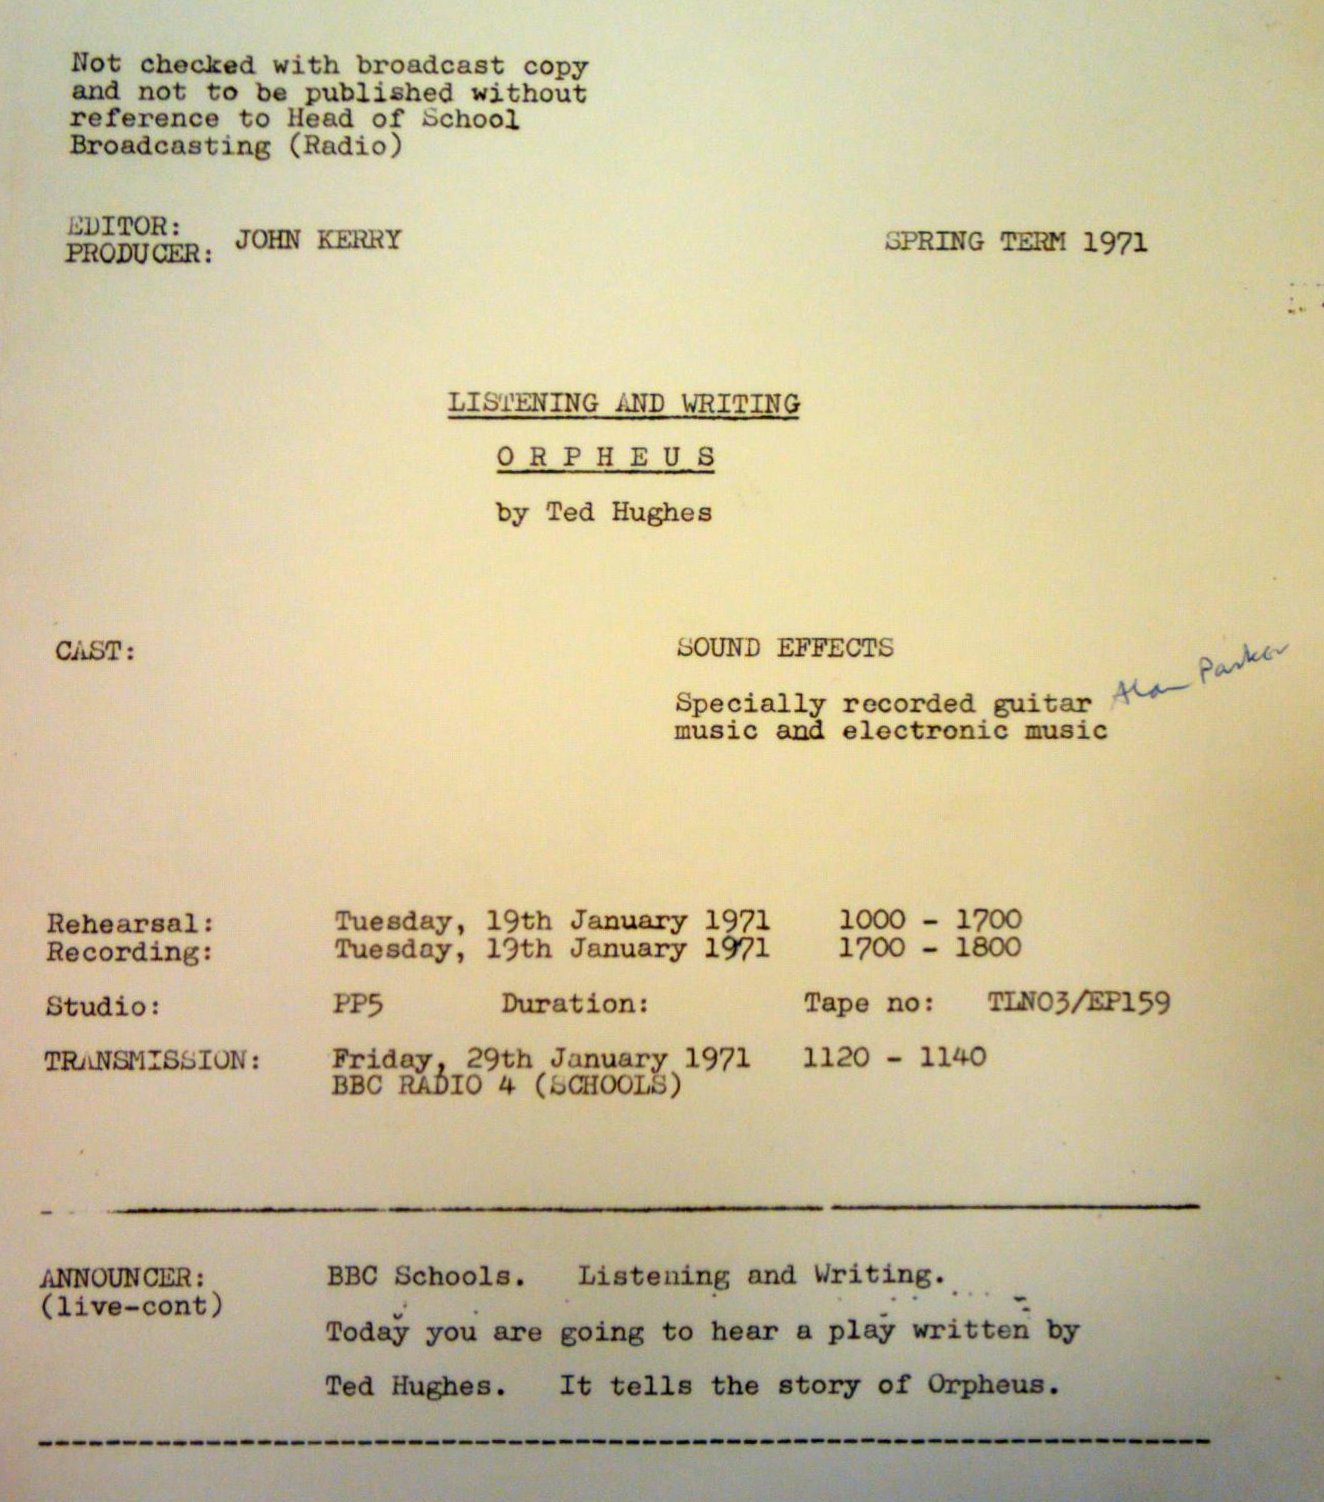 Not checked with broadcast copy
and not to be published without
reference to Head of School
Broadcasting (Radio)
EDITOR:
PRODUCER: JOHN KERRY SPRING TERM 1971
LISTENING AND WRITING
O R P H E U S
by Ted Hughes
CAST: SOUND EFFECTS
Specially recorded guitar Alan Parker
music and electronic music
Rehearsal: Tuesday, 19th January 1971 1000 - 1700
Recording: Tuesday, 19th January 1971 1700 - 1800
Studio: PP5 Duration: Tape no: TLN03/EP159
TRANSMISSION: Friday, 29th January 1971 1120 - 1140
BBC RADIO 4 (SCHOOLS)
ANNOUNCER: BBC Schools. Listening and Writing.
(live-cont)
Today you are going to hear a play written by
Ted Hughes. It tells the story of Orpheus.